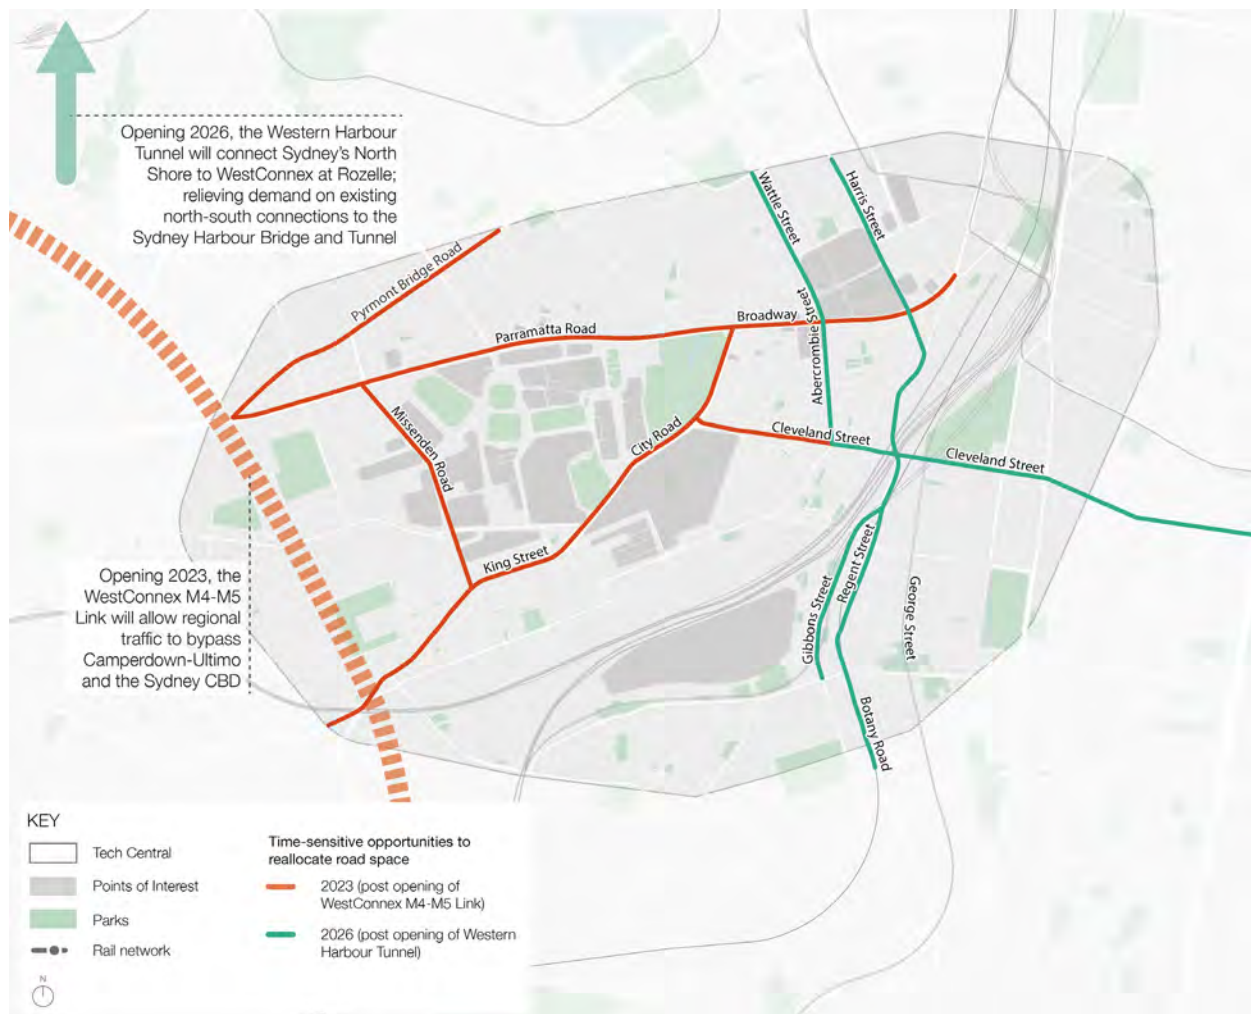 Opening 2026, the Western Harbour
Tunnel will connect Sydney's North
Shore to WestConnex at Rozelle;
relieving demand on existing
north-south connections to the
Sydney Harbour Bridge and Tunnel
Wattle Street
Harris Street
Pyrmont Bridge Road
Parramatta Road
Broadway
Abercrombie Street
Missenden Road
City Road
Cleveland Street
Cleveland Street
King Street
Gibbons Street
Regent Street
George Street
Botany Road
Opening 2023, the
WestConnex M4-M5
Link will allow regional
traffic to bypass
Camperdown-Ultimo
and the Sydney CBD
KEY
Tech Central
Points of Interest
Parks
Rail network
N
Time-sensitive opportunities to
reallocate road space
2023 (post opening of
WestConnex M4-M5 Link)
2026 (post opening of Western
Harbour Tunnel)